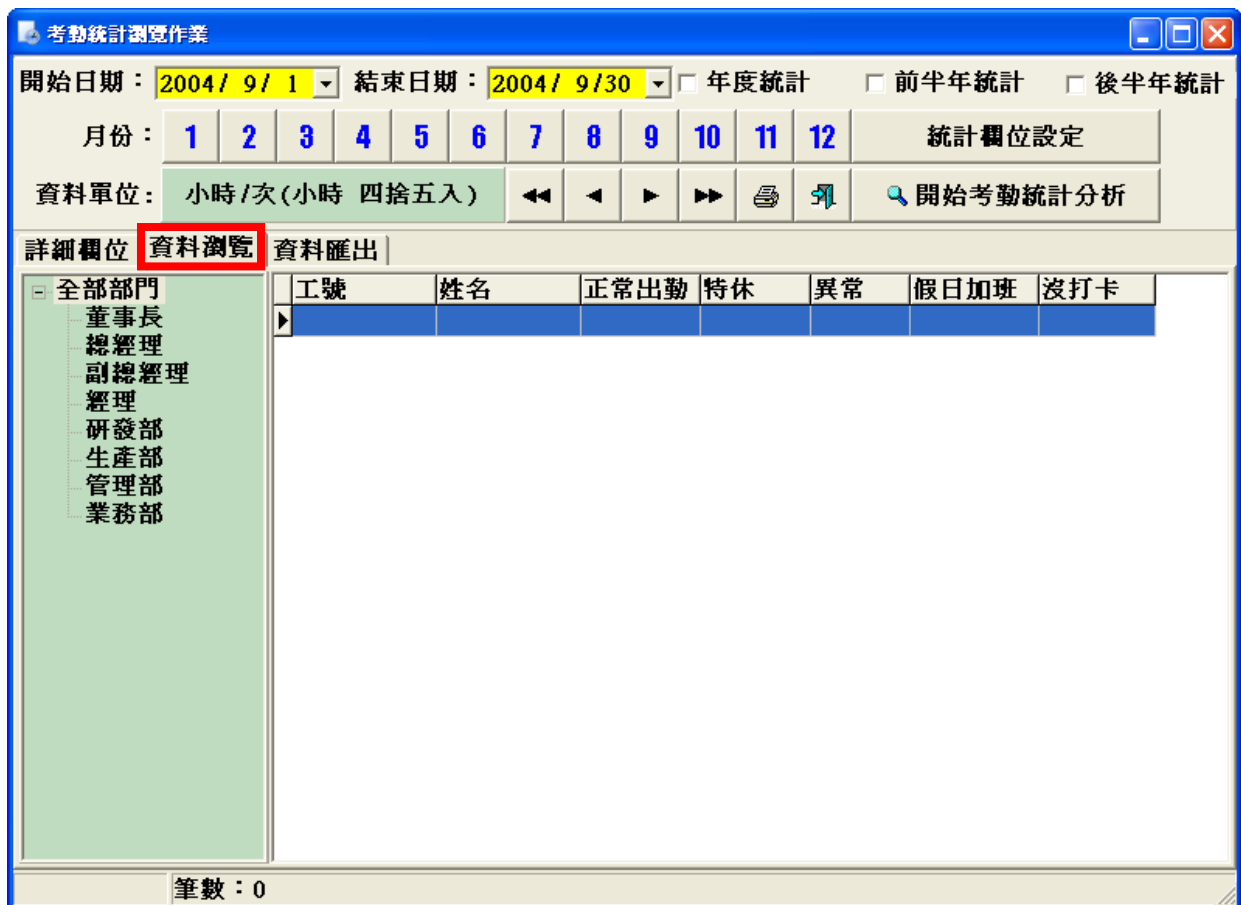 考勤統計瀏覽作業
開始日期： 2004/ 9/ 1 結束日期： 2004/ 9/30 年度統計 前半年統計 後半年統計
月份： 1 2 3 4 5 6 7 8 9 10 11 12 統計欄位設定
資料單位： 小時/次(小時 四捨五入) 開始考勤統計分析
詳細欄位 資料瀏覽 資料匯出
全部部門 工號 姓名 正常出勤 特休 異常 假日加班 沒打卡
董事長
總經理
副總經理
經理
研發部
生產部
管理部
業務部
筆數：0